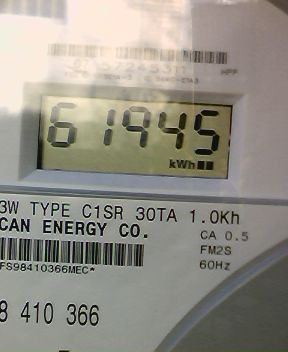 61945
kWh
3W TYPE C1SR 30TA 1.0Kh
CAN ENERGY CO.
CA 0.5
FM2S
60Hz
FS98410366MEC*
8 410 366